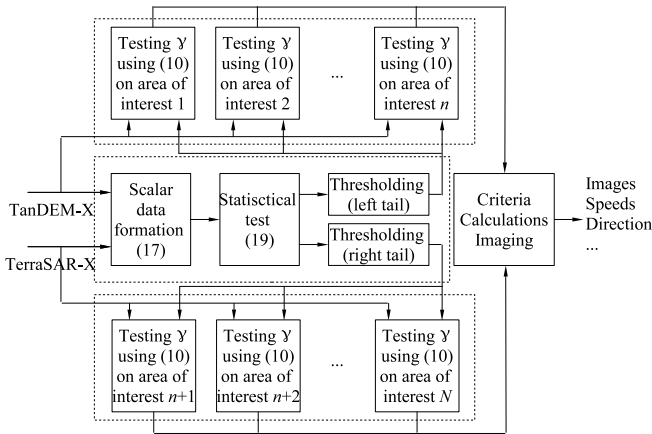 Testing γ
using (10)
on area of
interest 1
Testing γ
using (10)
on area of
interest 2
...
Testing γ
using (10)
on area of
interest n
TanDEM-X
TerraSAR-X
Scalar
data
formation
(17)
Statisctical
test
(19)
Thresholding
(left tail)
Thresholding
(right tail)
Criteria
Calculations
Imaging
Images
Speeds
Direction
...
Testing γ
using (10)
on area of
interest n+1
Testing γ
using (10)
on area of
interest n+2
...
Testing γ
using (10)
on area of
interest N